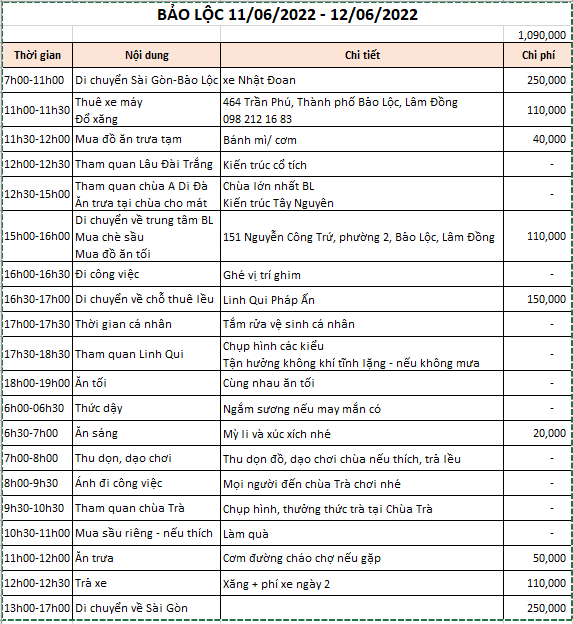 BẢO LỘC 11/06/2022 - 12/06/2022
1,090,000
Thời gian Nội dung Chi tiết Chi phí
7h00-11h00 Di chuyển Sài Gòn-Bảo Lộc xe Nhật Đoan 250,000
11h00-11h30 Thuê xe máy 464 Trần Phú, Thành phố Bảo Lộc, Lâm Đồng 110,000
Đổ xăng 098 212 16 83
11h30-12h00 Mua đồ ăn trưa tạm Bánh mì/ cơm 40,000
12h00-12h30 Tham quan Lâu Đài Trắng Kiến trúc cổ tích -
12h30-15h00 Tham quan chùa A Di Đà Chùa lớn nhất BL -
Ăn trưa tại chùa cho mát Kiến trúc Tây Nguyên
15h00-16h00 Di chuyển về trung tâm BL 151 Nguyễn Công Trứ, phường 2, Bảo Lộc, Lâm Đồng 110,000
Mua chè sầu
Mua đồ ăn tối
16h00-16h30 Đi công việc Ghé vị trí ghim -
16h30-17h00 Di chuyển về chỗ thuê lều Linh Qui Pháp Ấn 150,000
17h00-17h30 Thời gian cá nhân Tắm rửa vệ sinh cá nhân -
17h30-18h30 Tham quan Linh Qui Chụp hình các kiểu -
Tận hưởng không khí tĩnh lặng - nếu không mưa
18h00-19h00 Ăn tối Cùng nhau ăn tối -
6h00-06h30 Thức dậy Ngắm sương nếu may mắn có -
6h30-7h00 Ăn sáng Mỳ li và xúc xích nhé 20,000
7h00-8h00 Thu dọn, dạo chơi Thu dọn đồ, dạo chơi chùa nếu thích, trả lều -
8h00-9h30 Ánh đi công việc Mọi người đến chùa Trà chơi nhé -
9h30-10h30 Tham quan chùa Trà Chụp hình, thưởng thức trà tại Chùa Trà -
10h30-11h00 Mua sầu riêng - nếu thích Làm quà -
11h00-12h00 Ăn trưa Cơm đường cháo chợ nếu gặp 50,000
12h00-12h30 Trả xe Xăng + phí xe ngày 2 110,000
13h00-17h00 Di chuyển về Sài Gòn 250,000